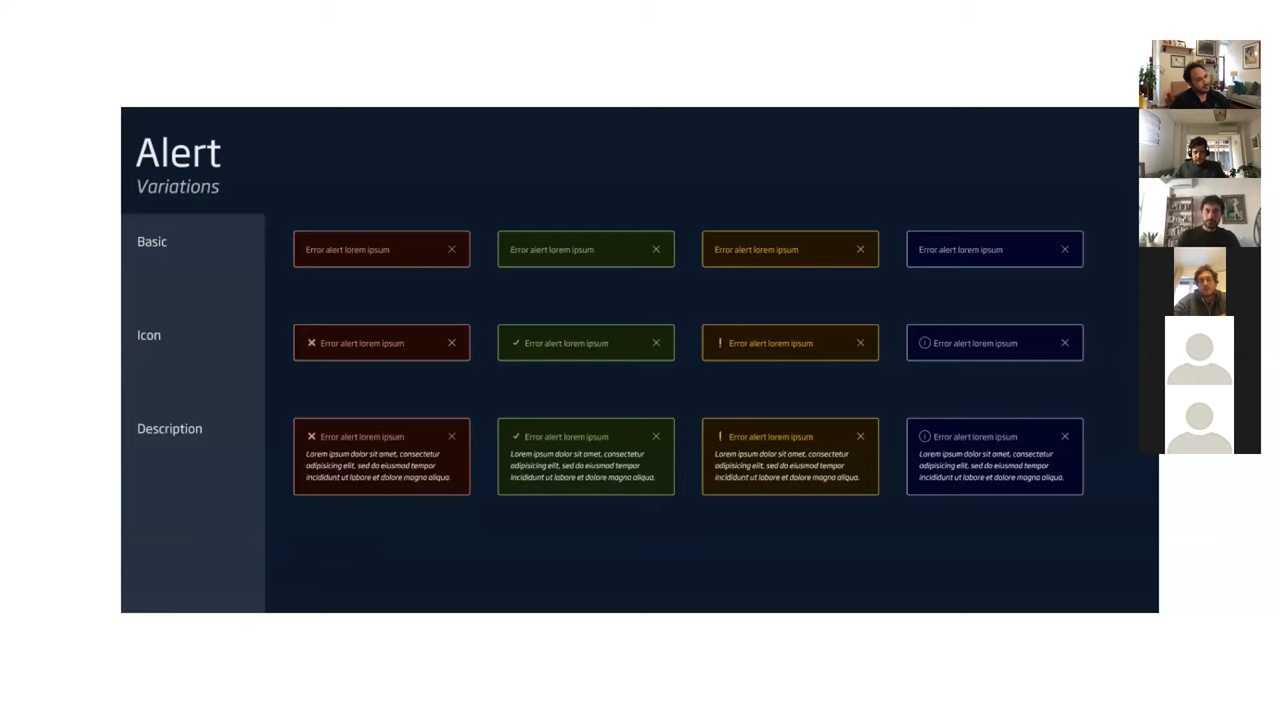 Alert
Variations
Basic
Error alert lorem ipsum
Error alert lorem ipsum
Error alert lorem ipsum
Error alert lorem ipsum
Icon
Error alert lorem ipsum
Error alert lorem ipsum
Error alert lorem ipsum
Error alert lorem ipsum
Description
Error alert lorem ipsum
Lorem ipsum dolor sit amet, consectetur
adipisicing elit, sed do eiusmod tempor
incididunt ut labore et dolore magna aliqua.
Error alert lorem ipsum
Lorem ipsum dolor sit amet, consectetur
adipisicing elit, sed do eiusmod tempor
incididunt ut labore et dolore magna aliqua.
Error alert lorem ipsum
Lorem ipsum dolor sit amet, consectetur
adipisicing elit, sed do eiusmod tempor
incididunt ut labore et dolore magna aliqua.
Error alert lorem ipsum
Lorem ipsum dolor sit amet, consectetur
adipisicing elit, sed do eiusmod tempor
incididunt ut labore et dolore magna aliqua.